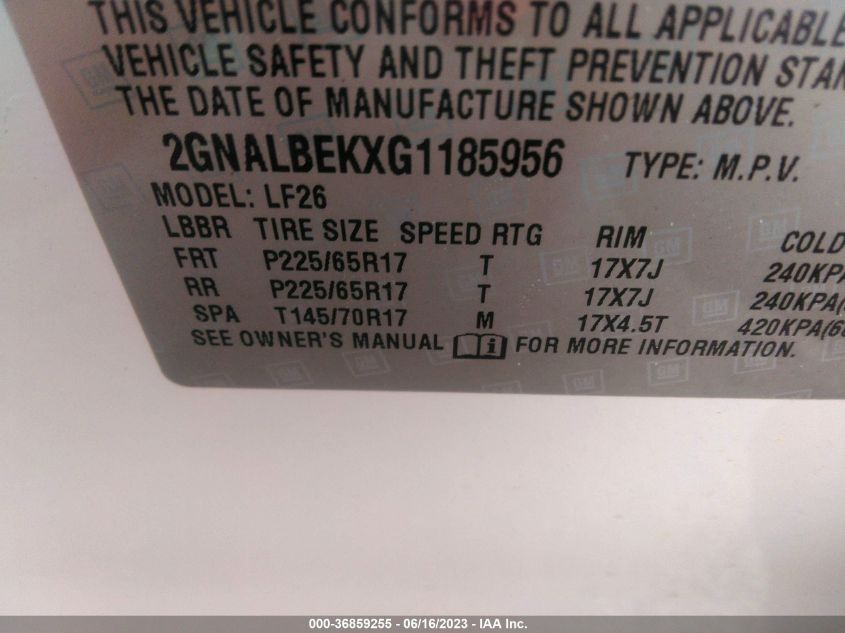 THIS VEHICLE CONFORMS TO ALL APPLICABLE
VEHICLE SAFETY AND THEFT PREVENTION
THE DATE OF MANUFACTURE SHOWN ABOVE.
2GNALBEKXG1185956 TYPE: M.P.V.
MODEL: LF26
LBBR TIRE SIZE SPEED RTG RIM COLD
FRT P225/65R17 T 17X7J 240KPA
RR P225/65R17 T 17X7J 240KPA(
SPA T145/70R17 M 17X4.5T 420KPA(
SEE OWNER'S MANUAL i FOR MORE INFORMATION.
000-36859255 - 06/16/2023 - IAA Inc.